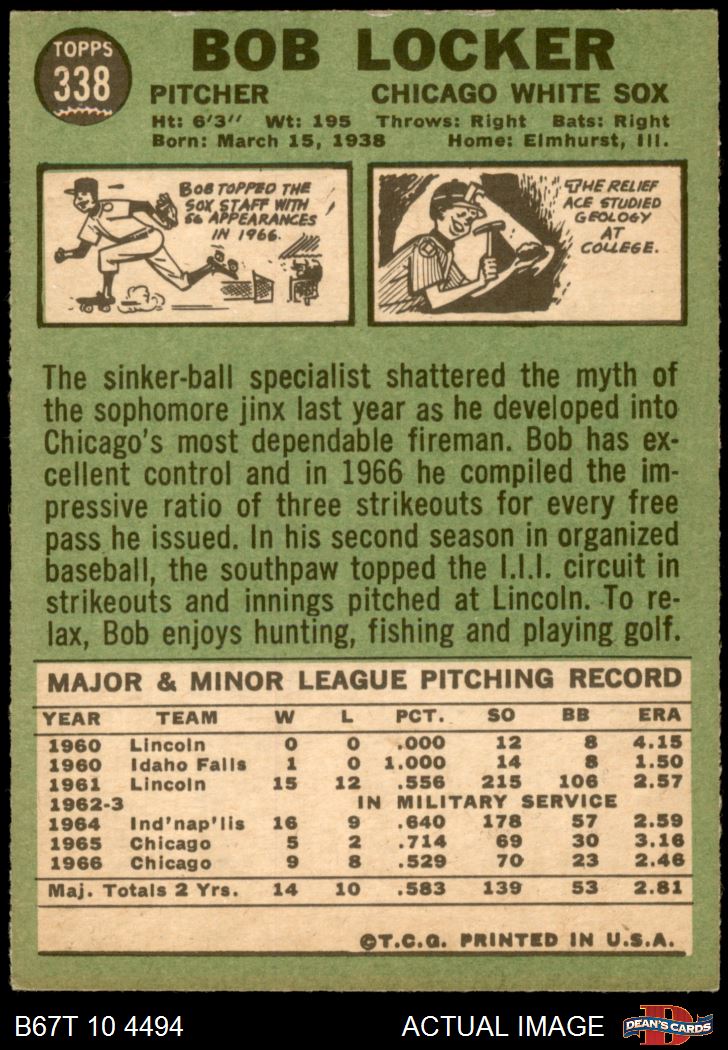 TOPPS
338
BOB LOCKER
PITCHER CHICAGO WHITE SOX
Ht: 6'3" Wt: 195 Throws: Right Bats: Right
Born: March 15, 1938 Home: Elmhurst, Ill.
BOB TOPPED THE
SOX STAFF WITH
56 APPEARANCES
IN 1966.
THE RELIEF
ACE STUDIED
GEOLOGY
AT
COLLEGE.
The sinker-ball specialist shattered the myth of
the sophomore jinx last year as he developed into
Chicago's most dependable fireman. Bob has ex-
cellent control and in 1966 he compiled the im-
pressive ratio of three strikeouts for every free
pass he issued. In his second season in organized
baseball, the southpaw topped the I.I.I. circuit in
strikeouts and innings pitched at Lincoln. To re-
lax, Bob enjoys hunting, fishing and playing golf.
MAJOR & MINOR LEAGUE PITCHING RECORD
YEAR TEAM W L PCT. SO BB ERA
1960 Lincoln 0 0 .000 12 8 4.15
1960 Idaho Falls 1 0 1.000 14 8 1.50
1961 Lincoln 15 12 .556 215 106 2.57
1962-3 IN MILITARY SERVICE
1964 Ind'nap'lis 16 9 .640 178 57 2.59
1965 Chicago 5 2 .714 69 30 3.16
1966 Chicago 9 8 .529 70 23 2.46
Maj. Totals 2 Yrs. 14 10 .583 139 53 2.81
©T.C.G. PRINTED IN U.S.A.
B67T 10 4494 ACTUAL IMAGE
DEAN'S CARDS